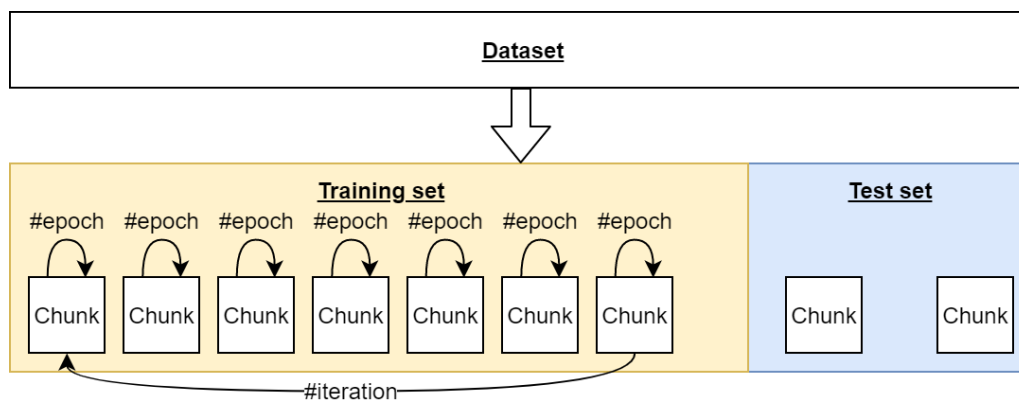 Dataset
Training set
Test set
#epoch #epoch #epoch #epoch #epoch #epoch #epoch
Chunk Chunk Chunk Chunk Chunk Chunk Chunk Chunk Chunk
#iteration